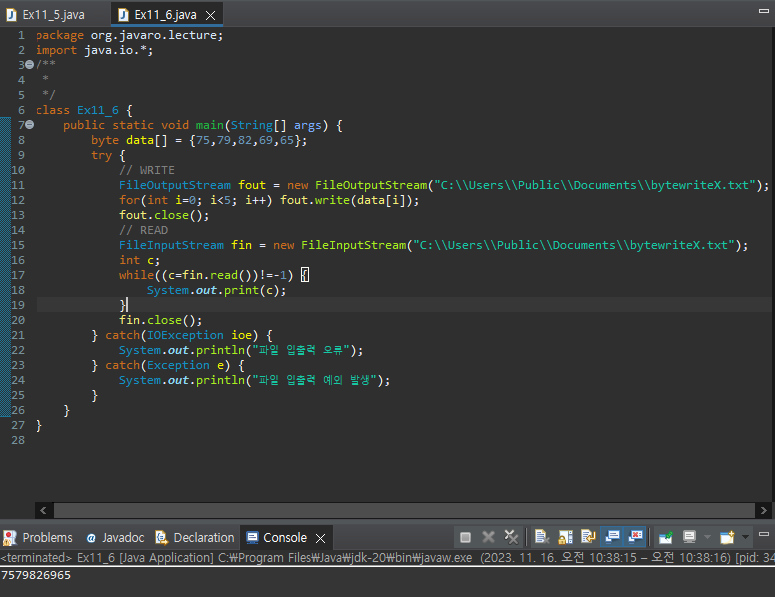 Ex11_5.java
Ex11_6.java
1 package org.javaro.lecture;
2 import java.io.*;
3 /**
4 *
5 */
6 class Ex11_6 {
7 public static void main(String[] args) {
8 byte data[] = {75,79,82,69,65};
9 try {
10 // WRITE
11 FileOutputStream fout = new FileOutputStream("C:\\Users\\Public\\Documents\\bytewriteX.txt");
12 for(int i=0; i<5; i++) fout.write(data[i]);
13 fout.close();
14 // READ
15 FileInputStream fin = new FileInputStream("C:\\Users\\Public\\Documents\\bytewriteX.txt");
16 int c;
17 while((c=fin.read())!=-1) {
18 System.out.print(c);
19 }
20 fin.close();
21 } catch(IOException ioe) {
22 System.out.println("파일 입출력 오류");
23 } catch(Exception e) {
24 System.out.println("파일 입출력 예외 발생");
25 }
26 }
27 }
28
Problems Javadoc Declaration Console
<terminated> Ex11_6 [Java Application] C:₩Program Files₩Java₩jdk-20₩bin₩javaw.exe (2023. 11. 16. 오전 10:38:15 – 오전 10:38:16) [pid: 34
7579826965